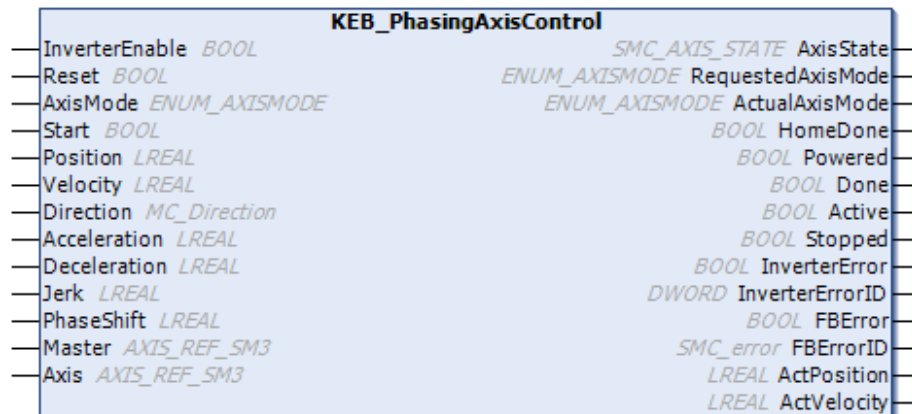 KEB_PhasingAxisControl
InverterEnable BOOL SMC_AXIS_STATE AxisState
Reset BOOL ENUM_AXISMODE RequestedAxisMode
AxisMode ENUM_AXISMODE ENUM_AXISMODE ActualAxisMode
Start BOOL BOOL HomeDone
Position LREAL BOOL Powered
Velocity LREAL BOOL Done
Direction MC_Direction BOOL Active
Acceleration LREAL BOOL Stopped
Deceleration LREAL BOOL InverterError
Jerk LREAL DWORD InverterErrorID
PhaseShift LREAL BOOL FBError
Master AXIS_REF_SM3 SMC_error FBErrorID
Axis AXIS_REF_SM3 LREAL ActPosition
LREAL ActVelocity